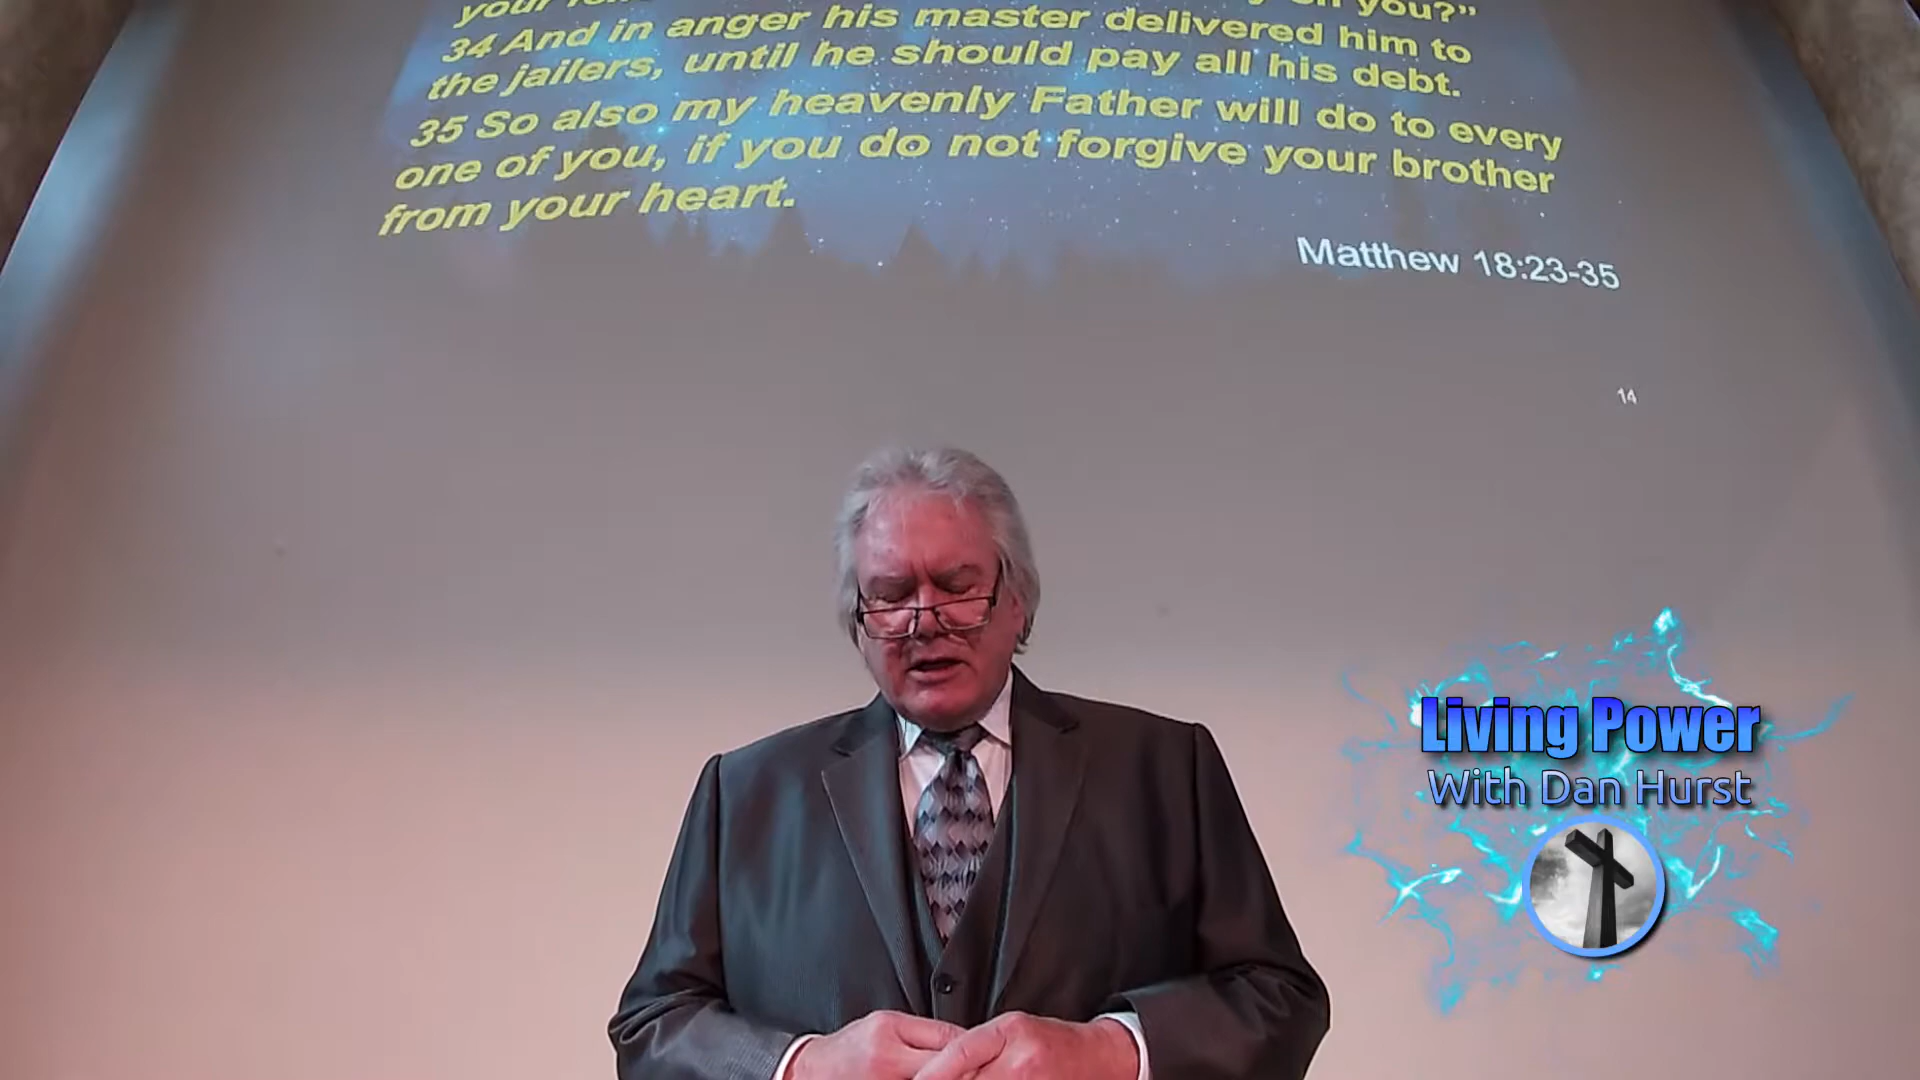 your you?”
34 And in anger his master delivered him to
the jailers, until he should pay all his debt.
35 So also my heavenly Father will do to every
one of you, if you do not forgive your brother
from your heart.
Matthew 18:23-35
14
Living Power
With Dan Hurst